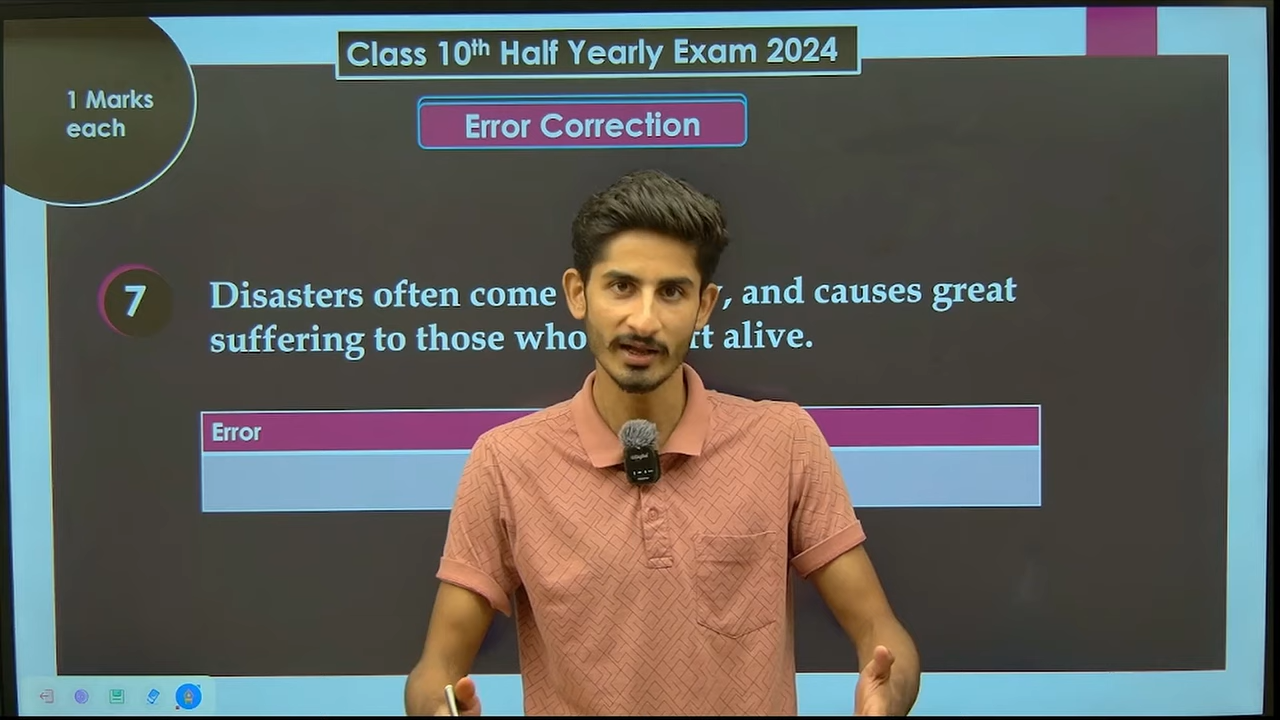 Class 10th Half Yearly Exam 2024
1 Marks
each
Error Correction
7
Disasters often come , and causes great
suffering to those who alive.
Error